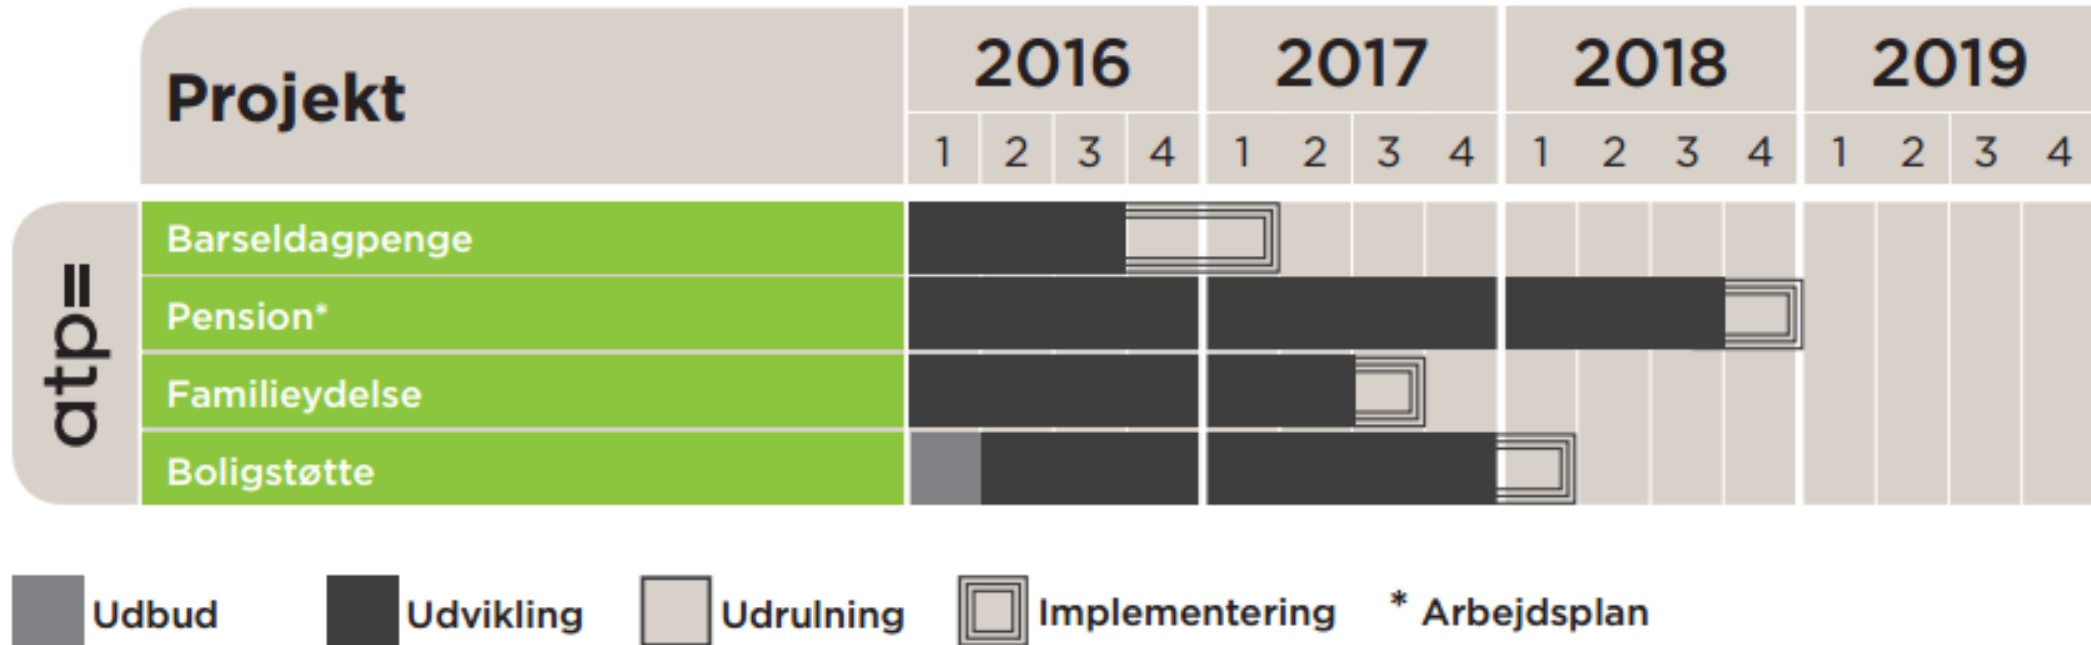 Projekt
2016 2017 2018 2019
1 2 3 4 1 2 3 4 1 2 3 4 1 2 3 4
atp=
Barseldagpenge
Pension*
Familieydelse
Boligstøtte
Udbud Udvikling Udrulning Implementering * Arbejdsplan